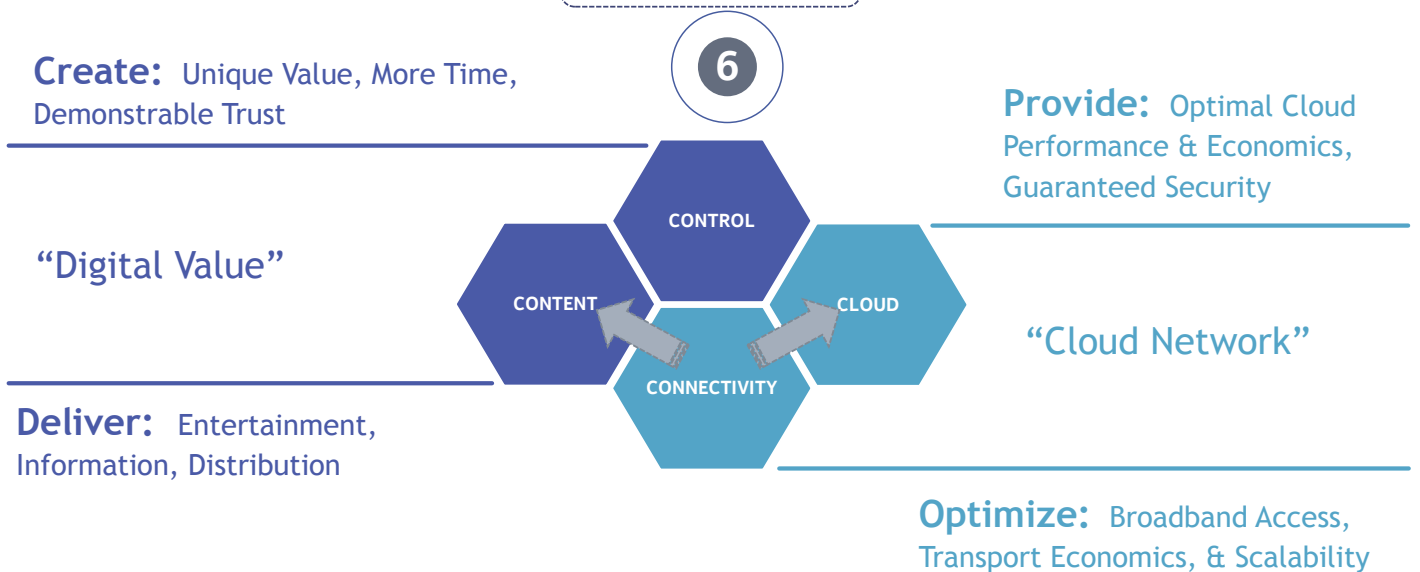 6
Create: Unique Value, More Time,
Demonstrable Trust
Provide: Optimal Cloud
Performance & Economics,
Guaranteed Security
CONTROL
“Digital Value”
CONTENT
CLOUD
“Cloud Network”
CONNECTIVITY
Deliver: Entertainment,
Information, Distribution
Optimize: Broadband Access,
Transport Economics, & Scalability